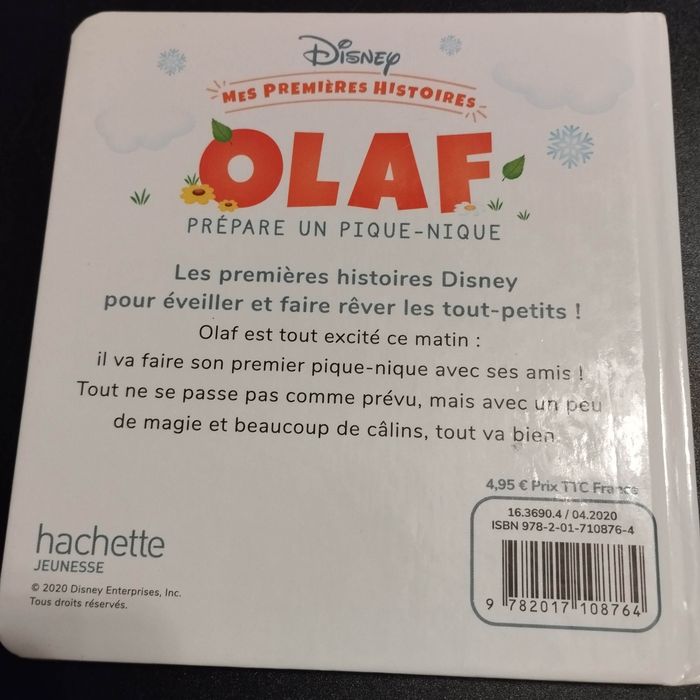 Disney
MES PREMIÈRES HISTOIRES
OLAF
PRÉPARE UN PIQUE-NIQUE
Les premières histoires Disney
pour éveiller et faire rêver les tout-petits !
Olaf est tout excité ce matin :
il va faire son premier pique-nique avec ses amis !
Tout ne se passe pas comme prévu, mais avec un peu
de magie et beaucoup de câlins, tout va bien
4,95 € Prix TTC France
16.3690.4 / 04.2020
ISBN 978-2-01-710876-4
9 782017 108764
hachette
JEUNESSE
© 2020 Disney Enterprises, Inc.
Tous droits réservés.